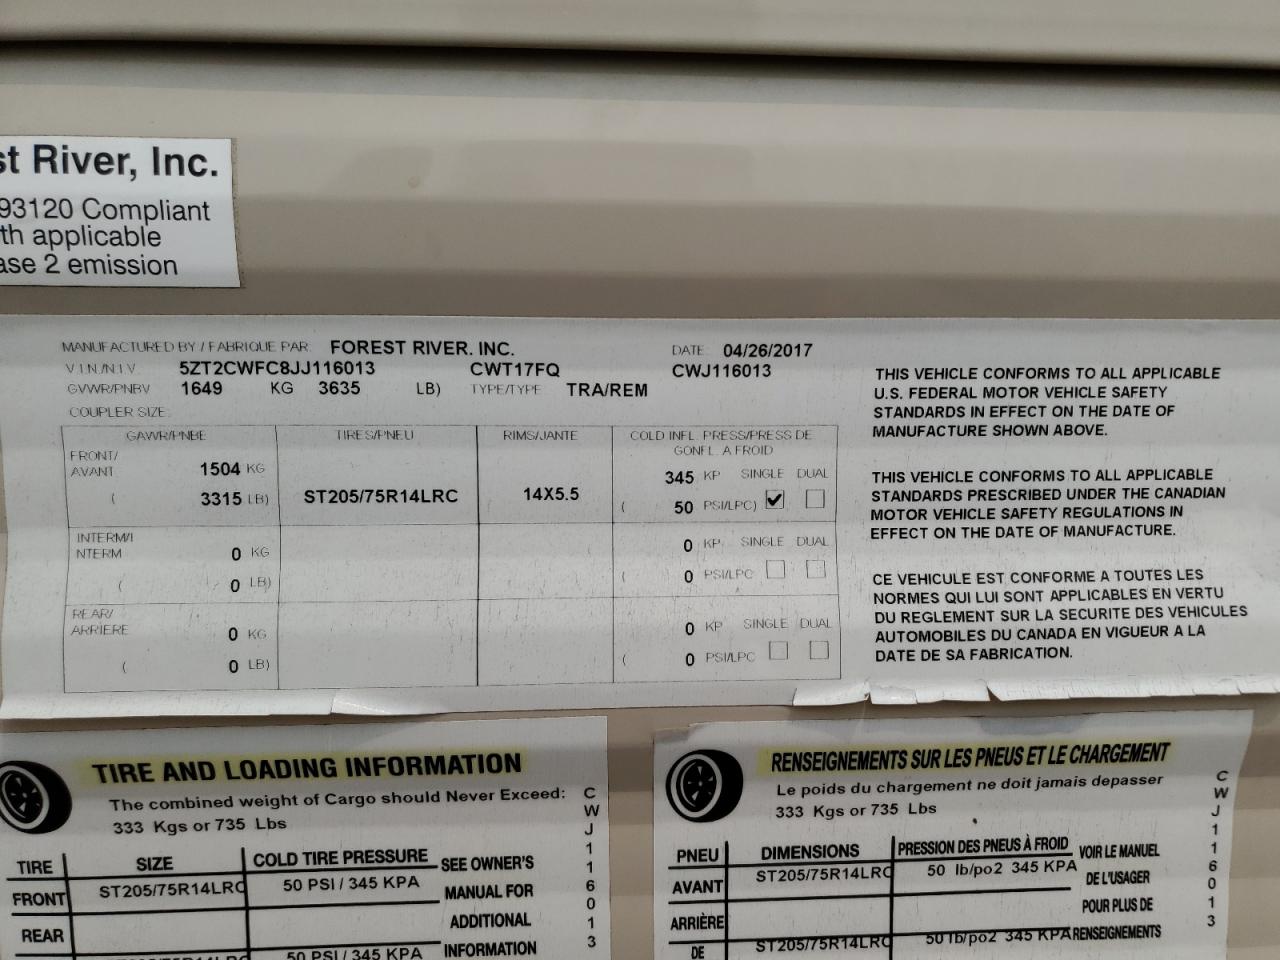 st River, Inc.
93120 Compliant
th applicable
ase 2 emission
MANUFACTURED BY / FABRIQUE PAR: FOREST RIVER, INC. DATE: 04/26/2017
V.I.N./N.I.V. 5ZT2CWFC8JJ116013 CWT17FQ CWJ116013
GVWR/PNBV 1649 KG 3635 LB) TYPE/TYPE TRA/REM
COUPLER SIZE:
GAWR/PNBE TIRES/PNEU RIMS/JANTE COLD INFL. PRESS/PRESS DE
GONFL. A FROID
FRONT/
AVANT 1504 KG 345 KP SINGLE DUAL
( 3315 LB) ST205/75R14LRC 14X5.5 ( 50 PSI/LPC)
INTERM/I
NTERM 0 KG 0 KP SINGLE DUAL
( 0 LB) ( 0 PSI/LPC
REAR/
ARRIERE 0 KG 0 KP SINGLE DUAL
( 0 LB) ( 0 PSI/LPC
THIS VEHICLE CONFORMS TO ALL APPLICABLE
U.S. FEDERAL MOTOR VEHICLE SAFETY
STANDARDS IN EFFECT ON THE DATE OF
MANUFACTURE SHOWN ABOVE.
THIS VEHICLE CONFORMS TO ALL APPLICABLE
STANDARDS PRESCRIBED UNDER THE CANADIAN
MOTOR VEHICLE SAFETY REGULATIONS IN
EFFECT ON THE DATE OF MANUFACTURE.
CE VEHICULE EST CONFORME A TOUTES LES
NORMES QUI LUI SONT APPLICABLES EN VERTU
DU REGLEMENT SUR LA SECURITE DES VEHICULES
AUTOMOBILES DU CANADA EN VIGUEUR A LA
DATE DE SA FABRICATION.
TIRE AND LOADING INFORMATION
The combined weight of Cargo should Never Exceed:
333 Kgs or 735 Lbs
TIRE SIZE COLD TIRE PRESSURE SEE OWNER'S
FRONT ST205/75R14LRC 50 PSI / 345 KPA MANUAL FOR
REAR ADDITIONAL
ST205/75R14LRC 50 PSI / 345 KPA INFORMATION
CWJ116013
RENSEIGNEMENTS SUR LES PNEUS ET LE CHARGEMENT
Le poids du chargement ne doit jamais depasser
333 Kgs or 735 Lbs
PNEU DIMENSIONS PRESSION DES PNEUS À FROID VOIR LE MANUEL
AVANT ST205/75R14LRC 50 lb/po2 345 KPA DE L'USAGER
ARRIÈRE POUR PLUS DE
DE ST205/75R14LRC 50 lb/po2 345 KPA RENSEIGNEMENTS
CWJ116013